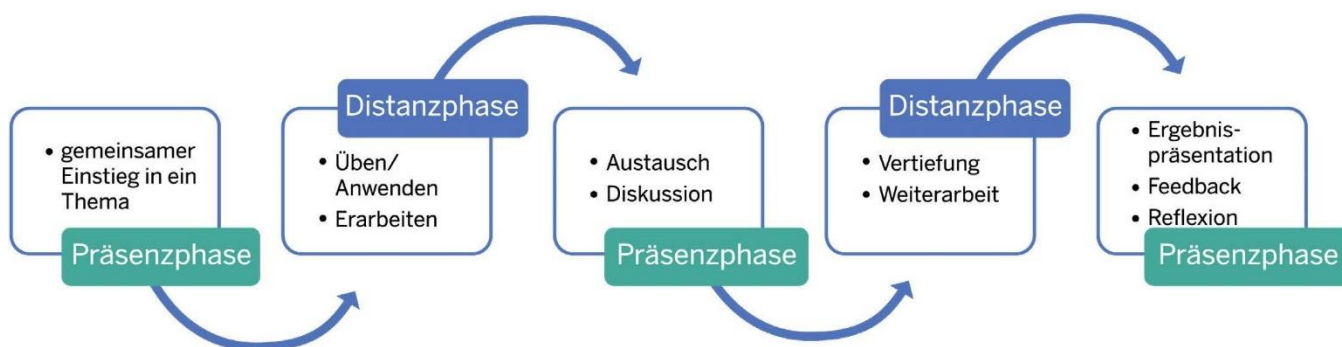 • gemeinsamer
Einstieg in ein
Thema
Präsenzphase
Distanzphase
• Üben/
Anwenden
• Erarbeiten
• Austausch
• Diskussion
Präsenzphase
Distanzphase
• Vertiefung
• Weiterarbeit
• Ergebnis-
präsentation
• Feedback
• Reflexion
Präsenzphase